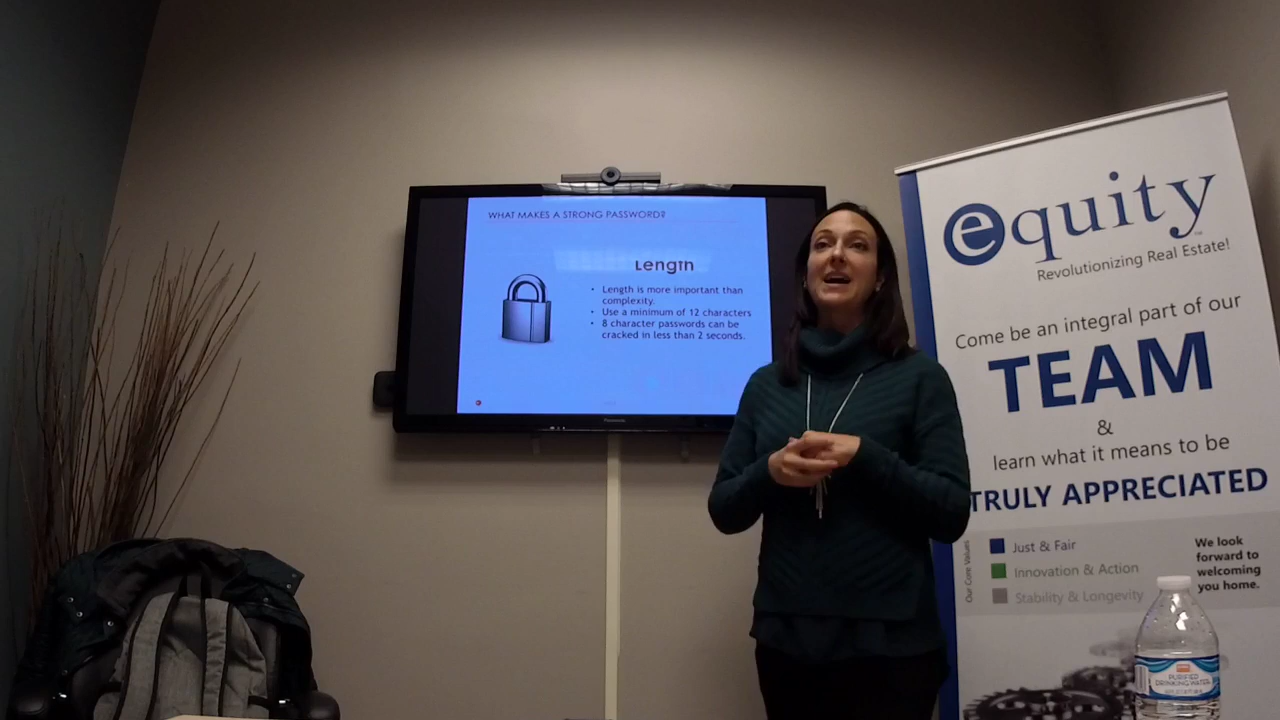 WHAT MAKES A STRONG PASSWORD?
Length
• Length is more important than
complexity.
• Use a minimum of 12 characters
• 8 character passwords can be
cracked in less than 2 seconds.
Panasonic
equity
Revolutionizing Real Estate!
Come be an integral part of our
TEAM
&
learn what it means to be
TRULY APPRECIATED
Our Core Values
Just & Fair
Innovation & Action
Stability & Longevity
We look
forward to
welcoming
you home.
PURIFIED
DRINKING WATER